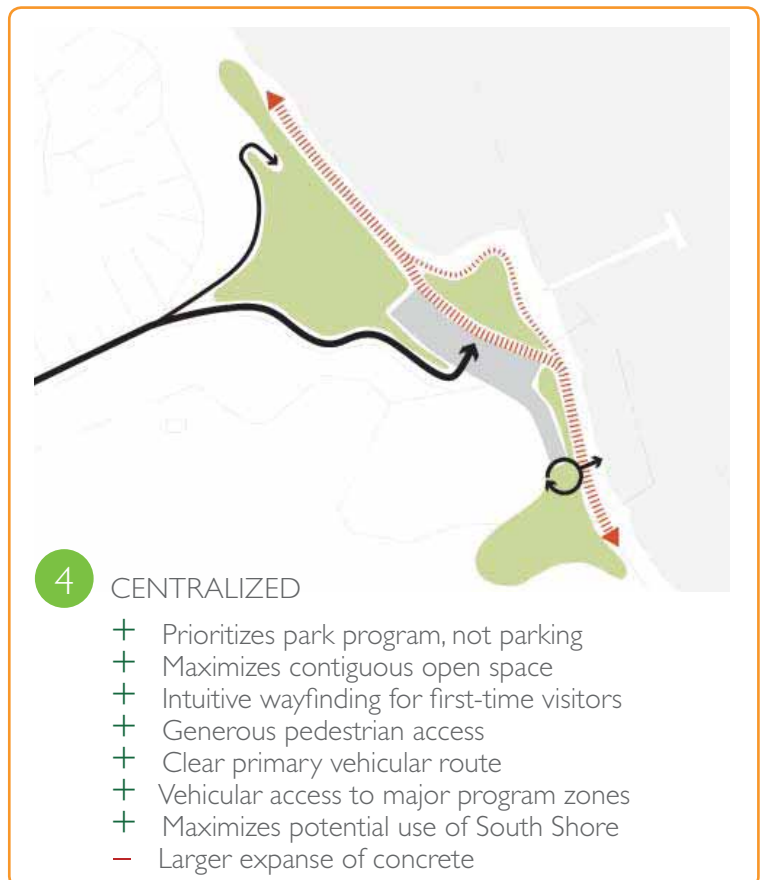 4 CENTRALIZED
+ Prioritizes park program, not parking
+ Maximizes contiguous open space
+ Intuitive wayfinding for first-time visitors
+ Generous pedestrian access
+ Clear primary vehicular route
+ Vehicular access to major program zones
+ Maximizes potential use of South Shore
– Larger expanse of concrete